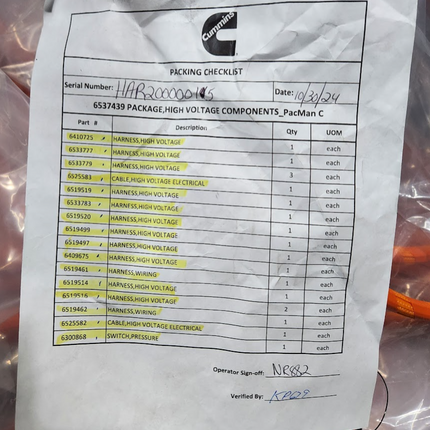 Cummins
PACKING CHECKLIST
Serial Number: HAR200000145 Date: 10/30/24
6537439 PACKAGE,HIGH VOLTAGE COMPONENTS_PacMan C
Part # Description Qty UOM
6410725 HARNESS,HIGH VOLTAGE 1 each
6533777 HARNESS,HIGH VOLTAGE 1 each
6533779 HARNESS,HIGH VOLTAGE 3 each
6525583 CABLE,HIGH VOLTAGE ELECTRICAL 1 each
6519519 HARNESS,HIGH VOLTAGE 1 each
6533783 HARNESS,HIGH VOLTAGE 1 each
6519520 HARNESS,HIGH VOLTAGE 1 each
6519499 HARNESS,HIGH VOLTAGE 1 each
6519497 HARNESS,HIGH VOLTAGE 1 each
6409675 HARNESS,HIGH VOLTAGE 1 each
6519461 HARNESS,WIRING 1 each
6519514 HARNESS,HIGH VOLTAGE 1 each
6519516 HARNESS,HIGH VOLTAGE 2 each
6519462 HARNESS,WIRING 1 each
6525582 CABLE,HIGH VOLTAGE ELECTRICAL 1 each
6300868 SWITCH,PRESSURE 1 each
Operator Sign-off: NR882
Verified By: